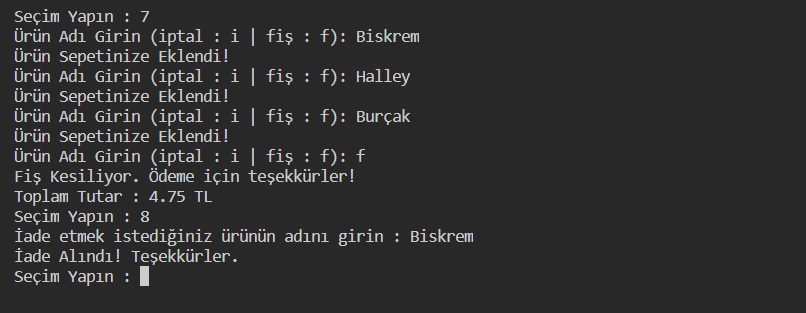 Seçim Yapın : 7
Ürün Adı Girin (iptal : i | fiş : f): Biskrem
Ürün Sepetinize Eklendi!
Ürün Adı Girin (iptal : i | fiş : f): Halley
Ürün Sepetinize Eklendi!
Ürün Adı Girin (iptal : i | fiş : f): Burçak
Ürün Sepetinize Eklendi!
Ürün Adı Girin (iptal : i | fiş : f): f
Fiş Kesiliyor. Ödeme için teşekkürler!
Toplam Tutar : 4.75 TL
Seçim Yapın : 8
İade etmek istediğiniz ürünün adını girin : Biskrem
İade Alındı! Teşekkürler.
Seçim Yapın :